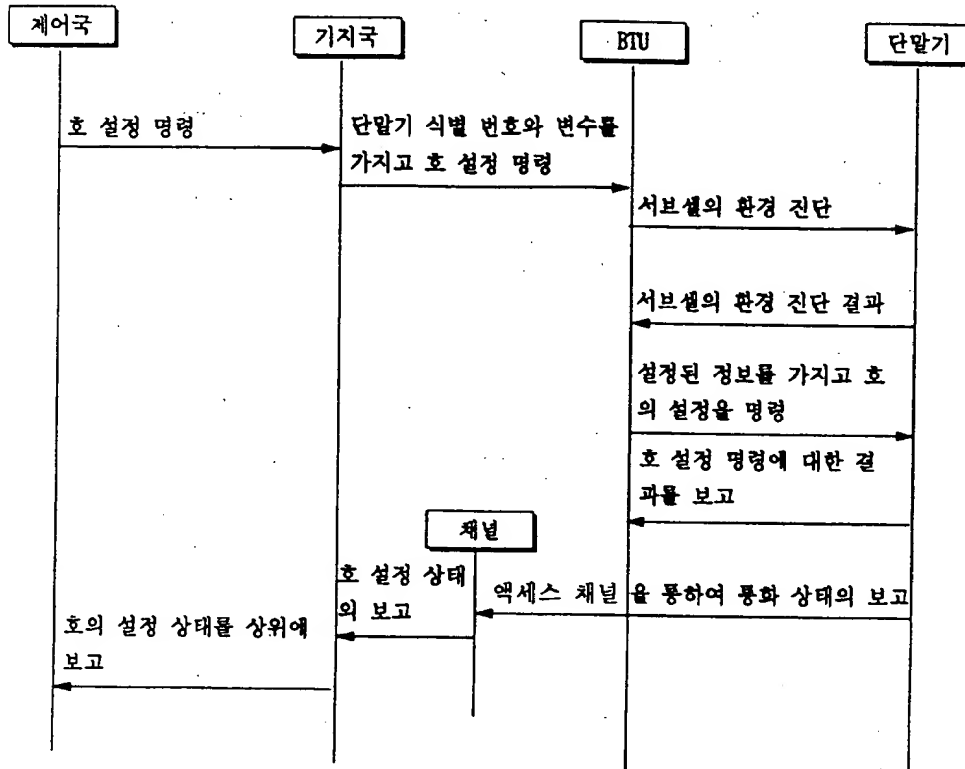 제어국
기지국
BTU
단말기
호 설정 명령
단말기 식별 번호와 변수를
가지고 호 설정 명령
서브셀의 환경 진단
서브셀의 환경 진단 결과
설정된 정보를 가지고 호
의 설정을 명령
호 설정 명령에 대한 결
과를 보고
채널
호 설정 상태
의 보고
액세스 채널을 통하여 통화 상태의 보고
호의 설정 상태를 상위에
보고